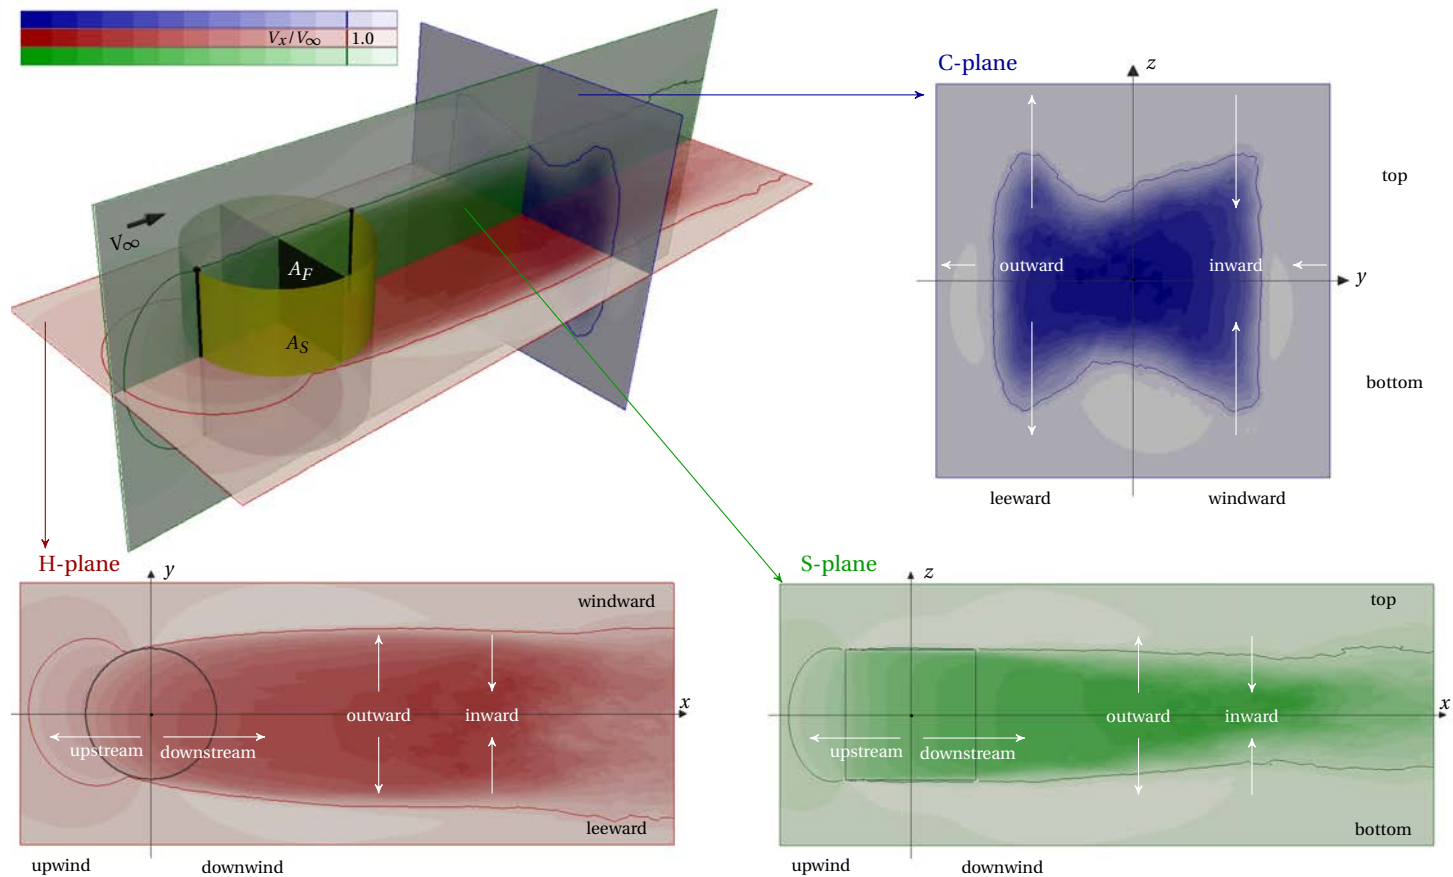 Vx/V∞ 1.0
C-plane
z
V∞
AF
AS
top
outward inward
y
bottom
leeward windward
H-plane
y
windward
x
outward inward
upstream downstream
leeward
upwind downwind
S-plane
z
top
x
outward inward
upstream downstream
bottom
upwind downwind